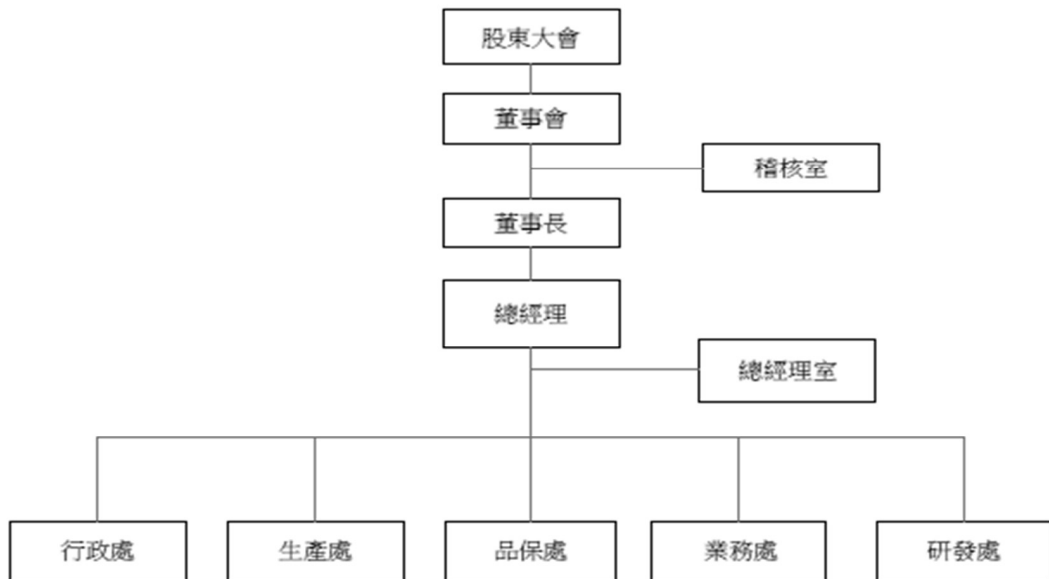 股東大會
董事會
稽核室
董事長
總經理
總經理室
行政處
生產處
品保處
業務處
研發處